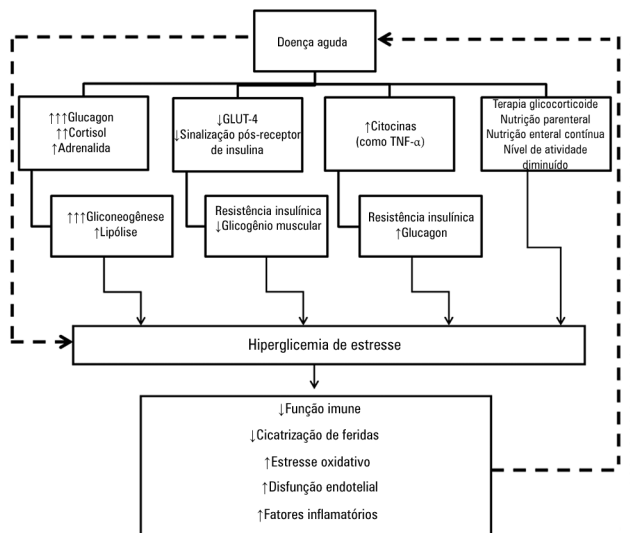 Doença aguda
↑↑↑Glucagon
↑↑Cortisol
↑Adrenalida
↓GLUT-4
↓Sinalização pós-receptor
de insulina
↑Citocinas
(como TNF-α)
Terapia glicocorticoide
Nutrição parenteral
Nutrição enteral contínua
Nível de atividade
diminuído
↑↑↑Gliconeogênese
↑Lipólise
Resistência insulínica
↓Glicogênio muscular
Resistência insulínica
↑Glucagon
Hiperglicemia de estresse
↓Função imune
↓Cicatrização de feridas
↑Estresse oxidativo
↑Disfunção endotelial
↑Fatores inflamatórios